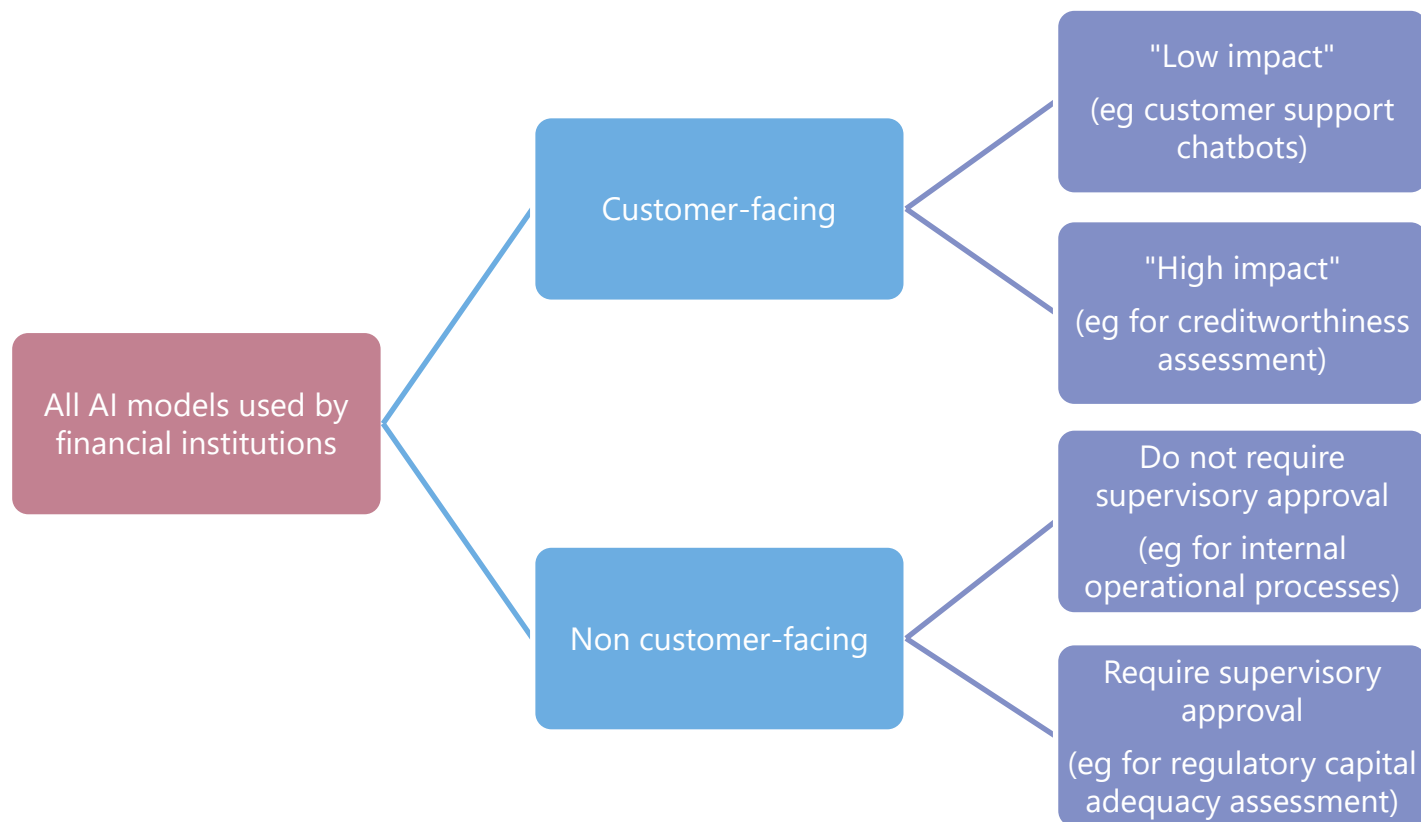 "Low impact"
(eg customer support
chatbots)
Customer-facing
"High impact"
(eg for creditworthiness
assessment)
All AI models used by
financial institutions
Do not require
supervisory approval
(eg for internal
operational processes)
Non customer-facing
Require supervisory
approval
(eg for regulatory capital
adequacy assessment)